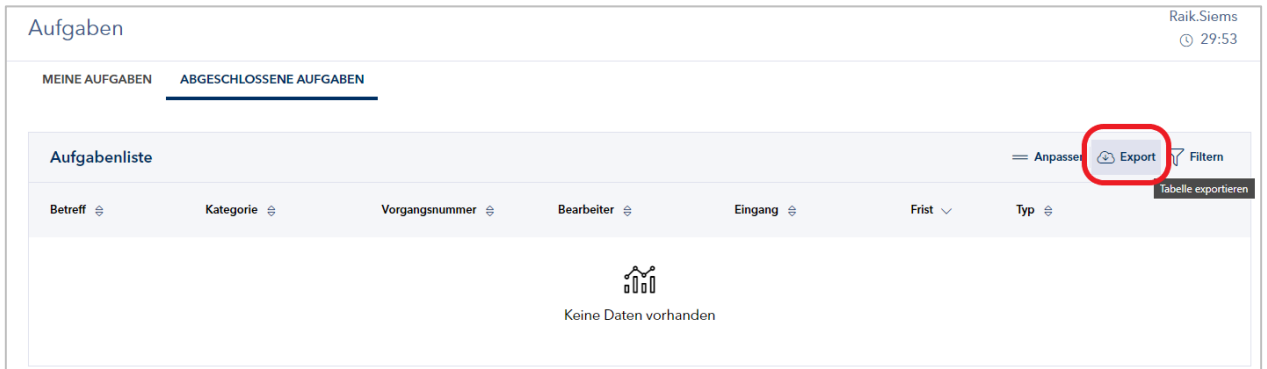 Aufgaben
Raik.Siems
29:53
MEINE AUFGABEN ABGESCHLOSSENE AUFGABEN
Aufgabenliste
Anpassen Export Filtern
Tabelle exportieren
Betreff Kategorie Vorgangsnummer Bearbeiter Eingang Frist Typ
Keine Daten vorhanden